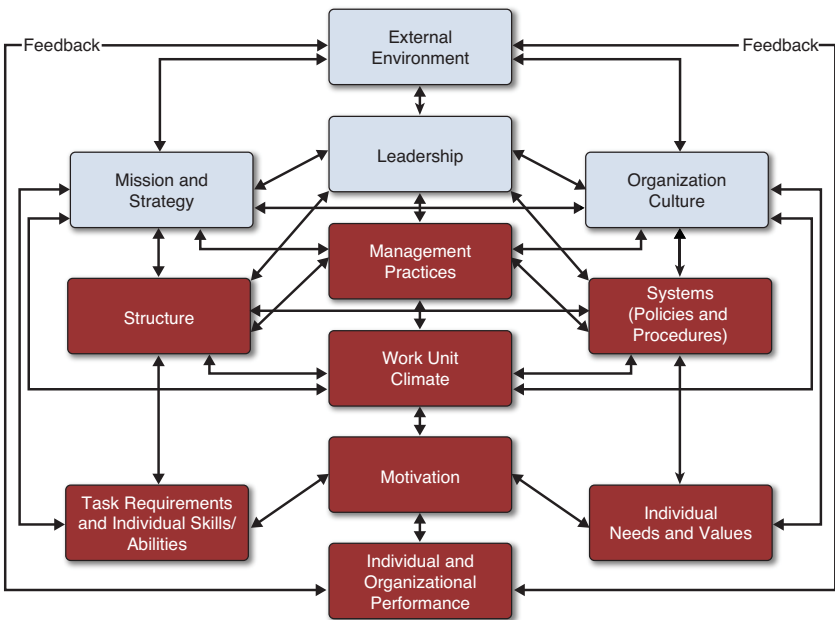 Feedback
External
Environment
Feedback
Leadership
Mission and
Strategy
Organization
Culture
Management
Practices
Structure
Systems
(Policies and
Procedures)
Work Unit
Climate
Motivation
Task Requirements
and Individual Skills/
Abilities
Individual
Needs and Values
Individual and
Organizational
Performance